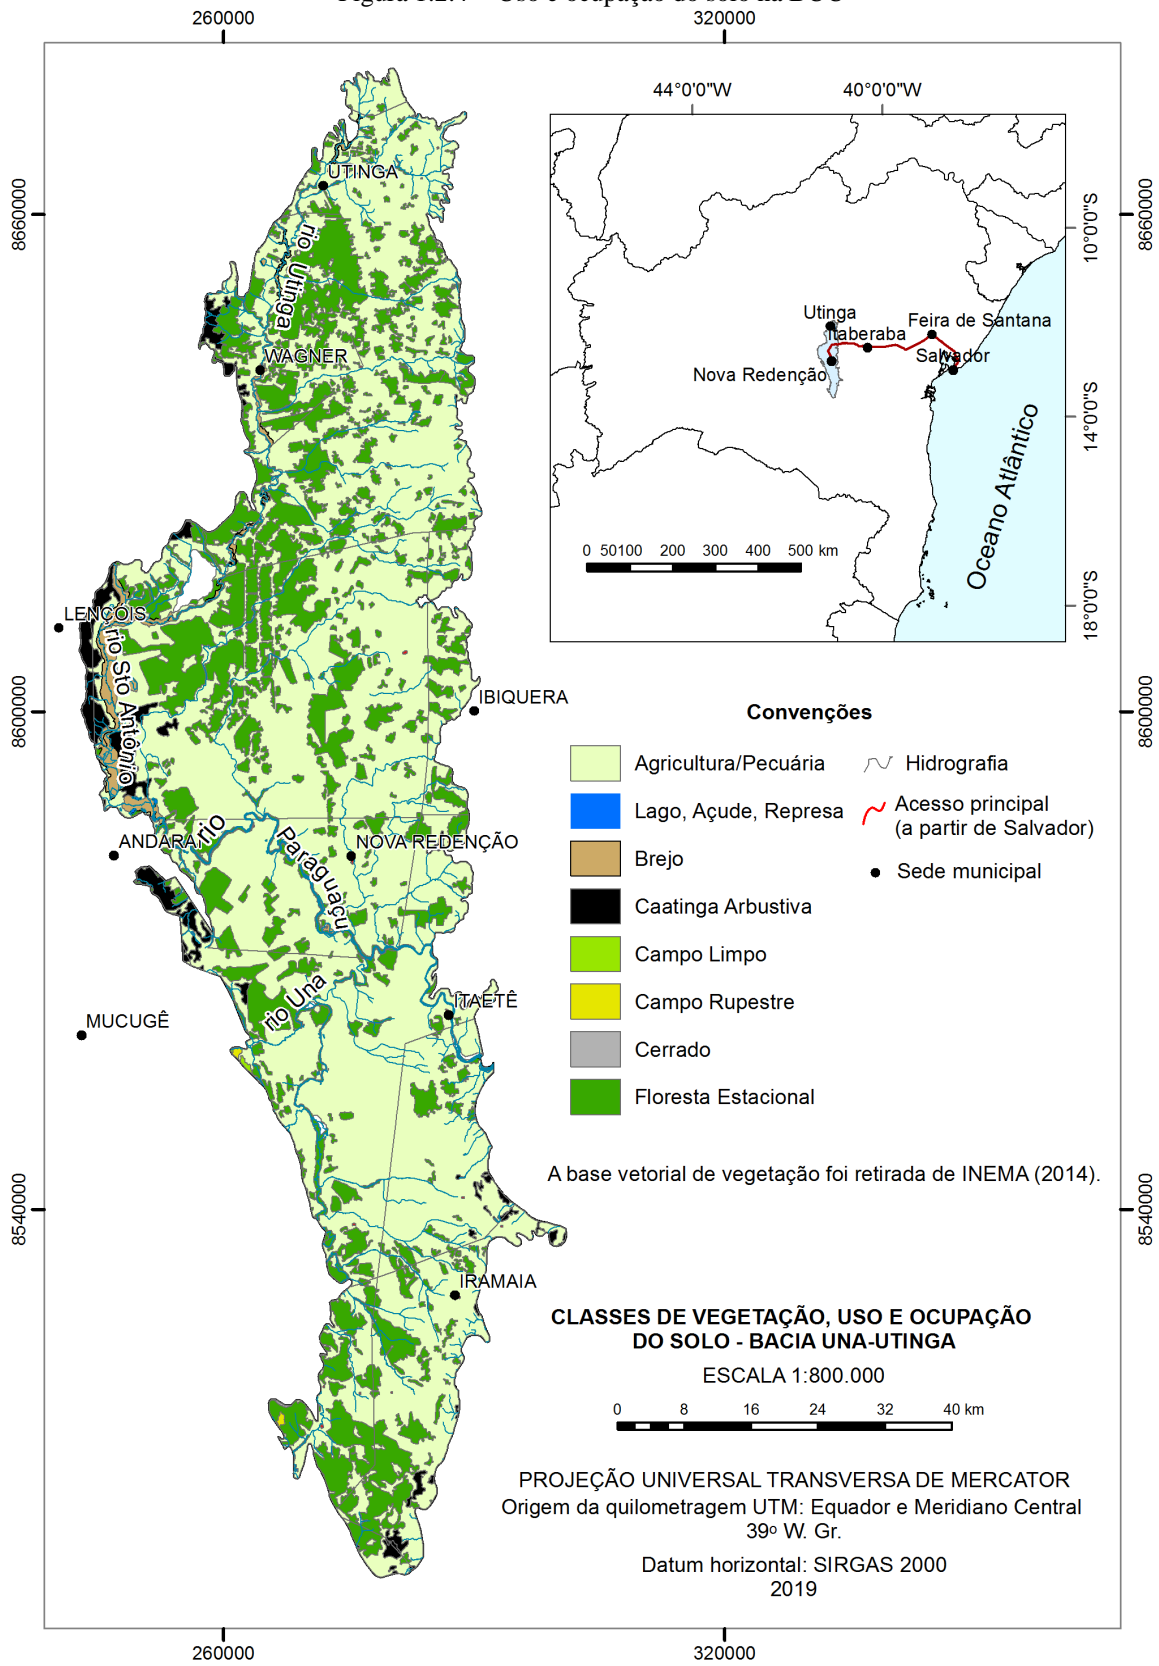 260000
320000
8660000
8660000
8600000
8600000
8540000
8540000
260000
320000
UTINGA
rio Utinga
WAGNER
LENÇÓIS
rio Sto Antônio
IBIQUERA
ANDARAÍ
rio
Paraguaçu
NOVA REDENÇÃO
rio Una
ITAETÊ
MUCUGÊ
IRAMAIA
44°0'0"W
40°0'0"W
10°0'0"S
14°0'0"S
18°0'0"S
Utinga
Itaberaba
Feira de Santana
Salvador
Nova Redenção
Oceano Atlântico
0 50100 200 300 400 500 km
Convenções
Agricultura/Pecuária
Hidrografia
Lago, Açude, Represa
Acesso principal
(a partir de Salvador)
Brejo
Sede municipal
Caatinga Arbustiva
Campo Limpo
Campo Rupestre
Cerrado
Floresta Estacional
A base vetorial de vegetação foi retirada de INEMA (2014).
CLASSES DE VEGETAÇÃO, USO E OCUPAÇÃO
DO SOLO - BACIA UNA-UTINGA
ESCALA 1:800.000
0 8 16 24 32 40 km
PROJEÇÃO UNIVERSAL TRANSVERSA DE MERCATOR
Origem da quilometragem UTM: Equador e Meridiano Central
39º W. Gr.
Datum horizontal: SIRGAS 2000
2019